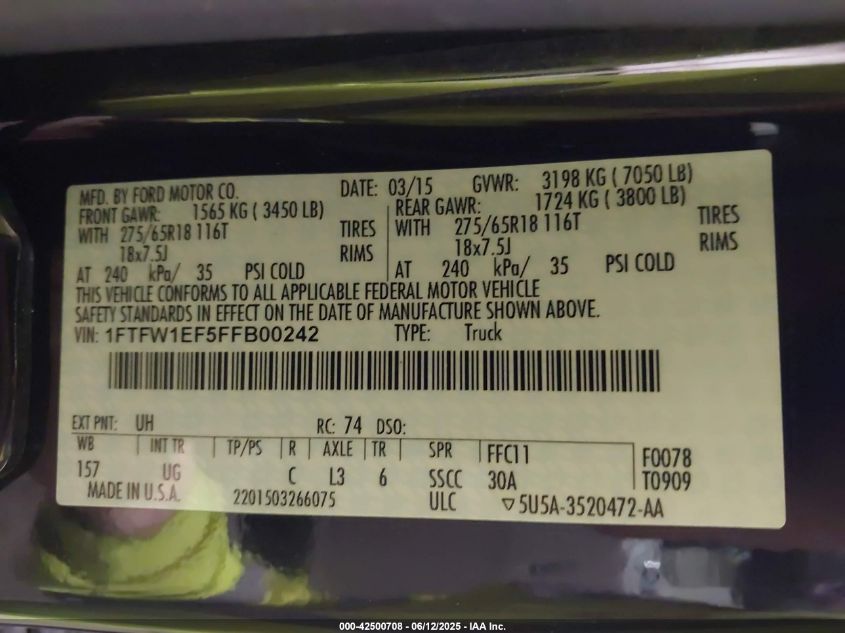 MFD. BY FORD MOTOR CO. DATE: 03/15 GVWR: 3198 KG ( 7050 LB)
FRONT GAWR: 1565 KG ( 3450 LB) REAR GAWR: 1724 KG ( 3800 LB)
WITH 275/65R18 116T TIRES WITH 275/65R18 116T TIRES
18x7.5J RIMS 18x7.5J RIMS
AT 240 kPa/ 35 PSI COLD AT 240 kPa/ 35 PSI COLD
THIS VEHICLE CONFORMS TO ALL APPLICABLE FEDERAL MOTOR VEHICLE
SAFETY STANDARDS IN EFFECT ON THE DATE OF MANUFACTURE SHOWN ABOVE.
VIN: 1FTFW1EF5FFB00242 TYPE: Truck
EXT PNT: UH RC: 74 DSO:
WB INT TR TP/PS R AXLE TR SPR FFC11 F0078
157 UG C L3 6 SSCC 30A T0909
MADE IN U.S.A. 2201503266075 ULC ▽5U5A-3520472-AA
000-42500708 - 06/12/2025 - IAA Inc.